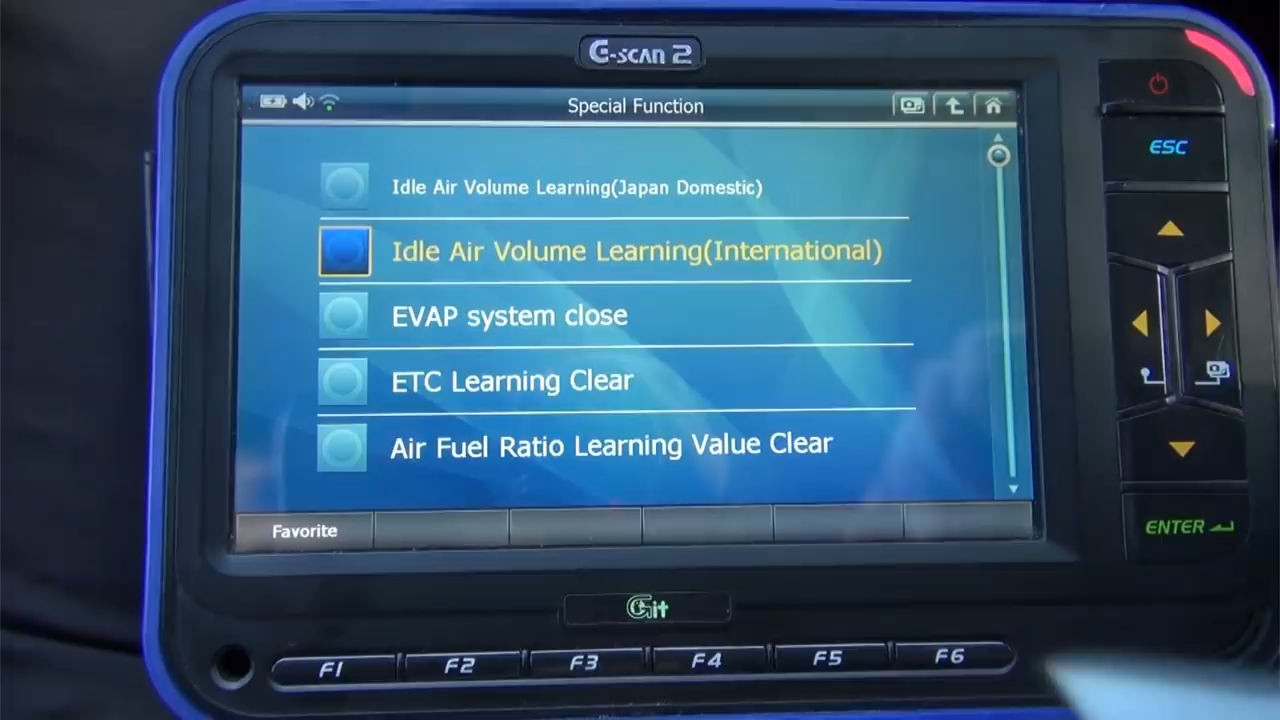 G-SCAN 2
Special Function
ESC
Idle Air Volume Learning(Japan Domestic)
Idle Air Volume Learning(International)
EVAP system close
ETC Learning Clear
Air Fuel Ratio Learning Value Clear
Favorite
ENTER
Git
F1 F2 F3 F4 F5 F6